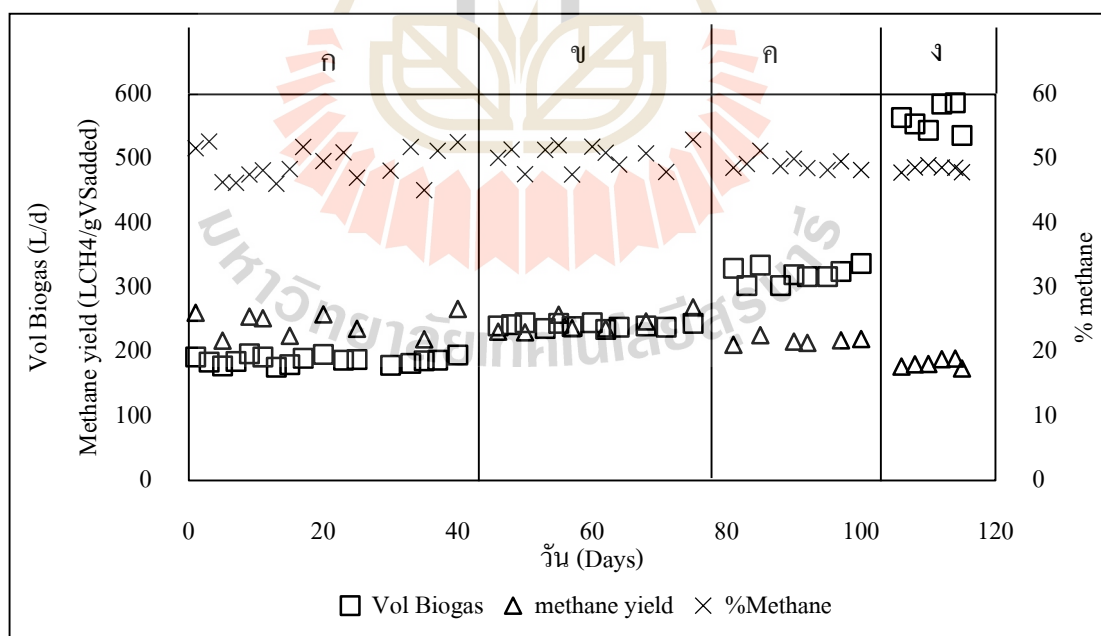 ก ข ค ง
600 60
500 50
400 40
300 30
200 20
100 10
0 0
Vol Biogas (L/d)
Methane yield (LCH4/gVSadded)
% methane
0 20 40 60 80 100 120
วัน (Days)
Vol Biogas methane yield %Methane